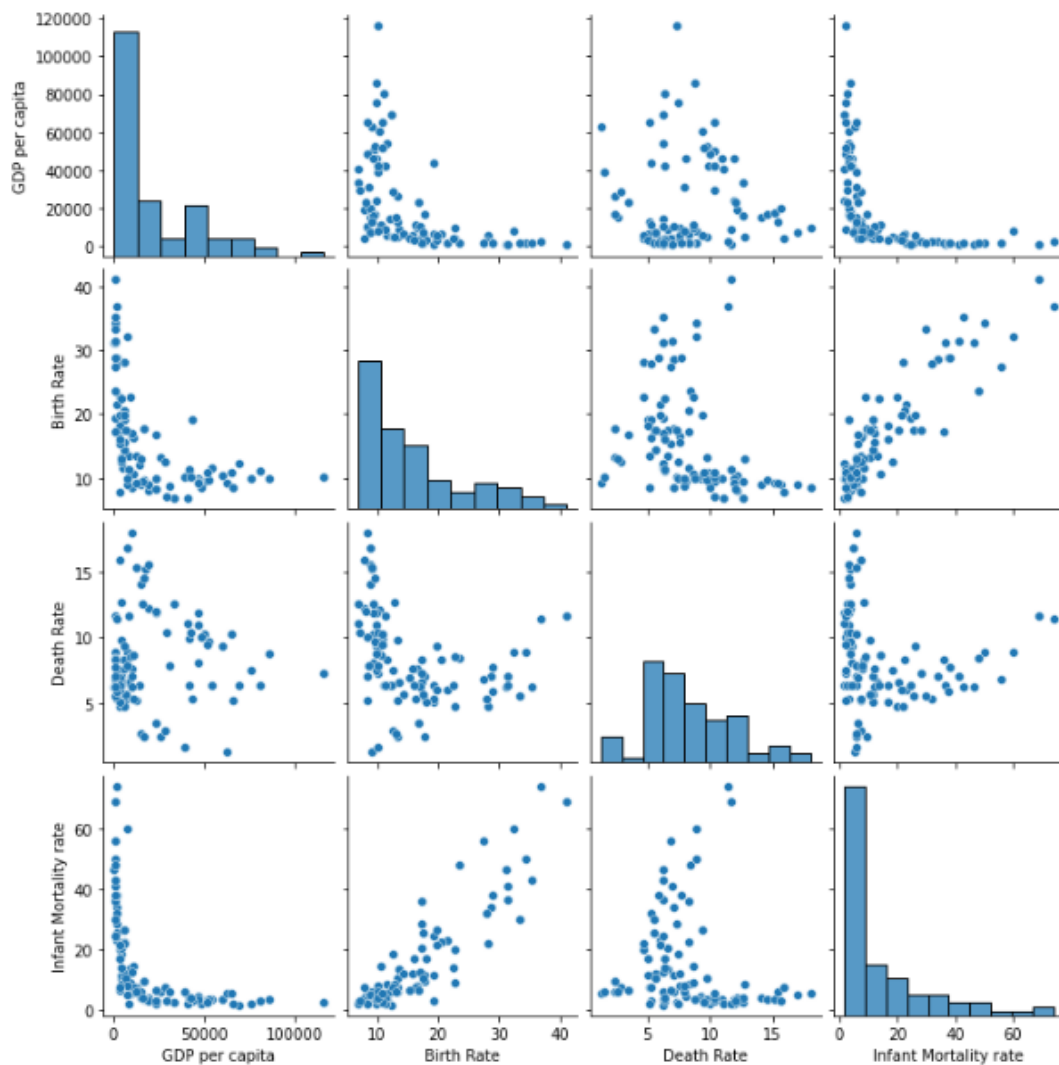 120000
100000
80000
60000
40000
20000
0
GDP per capita
40
30
20
10
Birth Rate
15
10
5
Death Rate
80
60
40
20
0
Infant Mortality rate
0 50000 100000
GDP per capita
10 20 30 40
Birth Rate
5 10 15
Death Rate
0 20 40 60
Infant Mortality rate